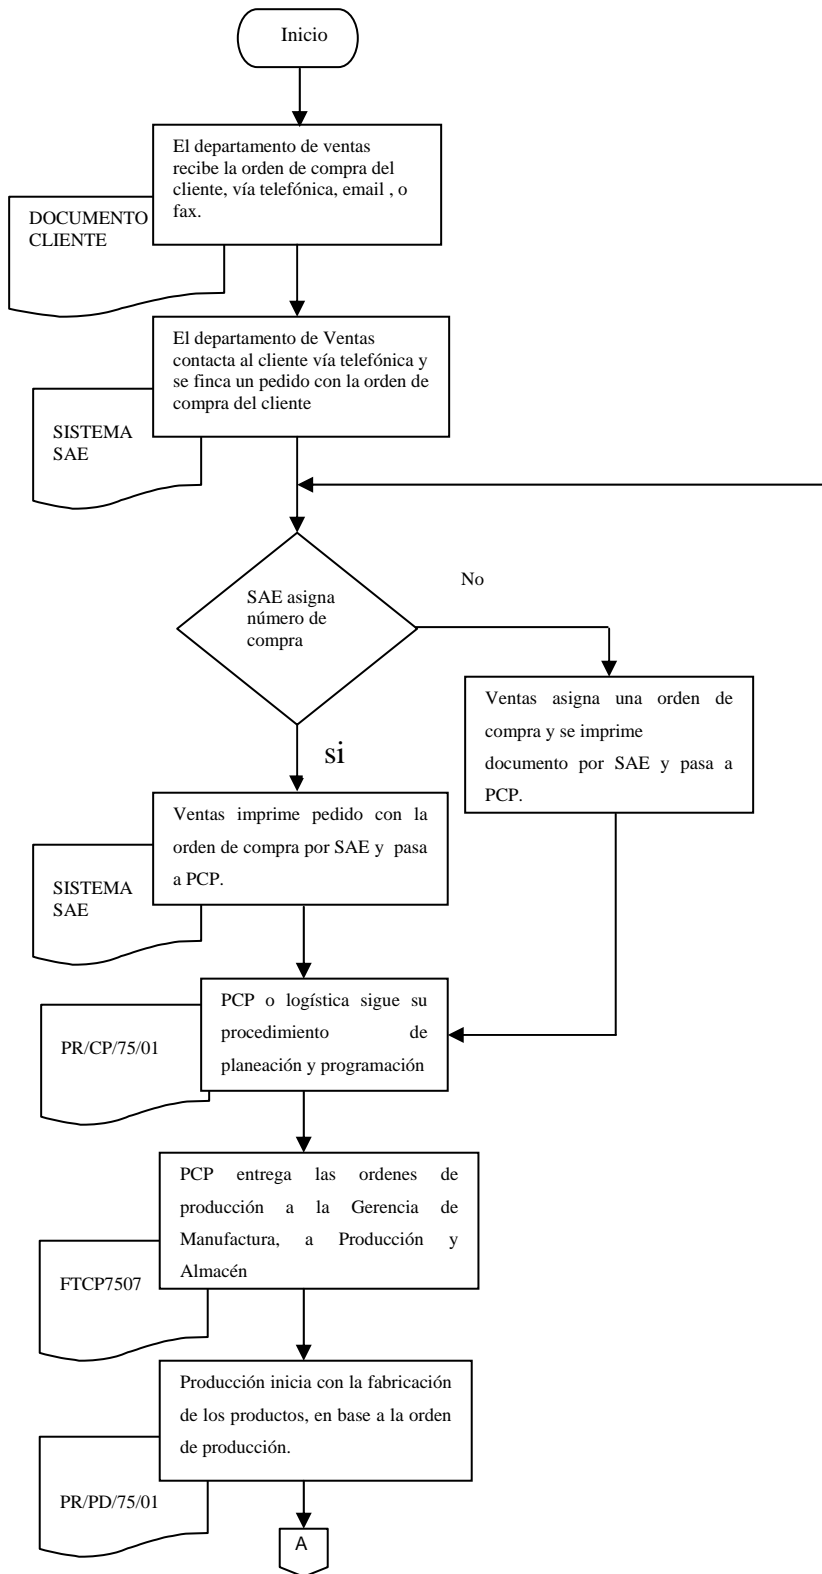 Inicio
El departamento de ventas
recibe la orden de compra del
cliente, vía telefónica, email , o
fax.
DOCUMENTO
CLIENTE
El departamento de Ventas
contacta al cliente vía telefónica y
se finca un pedido con la orden de
compra del cliente
SISTEMA
SAE
SAE asigna
número de
compra
No
Ventas asigna una orden de
compra y se imprime
documento por SAE y pasa a
PCP.
si
Ventas imprime pedido con la
orden de compra por SAE y pasa
a PCP.
SISTEMA
SAE
PCP o logística sigue su
procedimiento de
planeación y programación
PR/CP/75/01
PCP entrega las ordenes de
producción a la Gerencia de
Manufactura, a Producción y
Almacén
FTCP7507
Producción inicia con la fabricación
de los productos, en base a la orden
de producción.
PR/PD/75/01
A